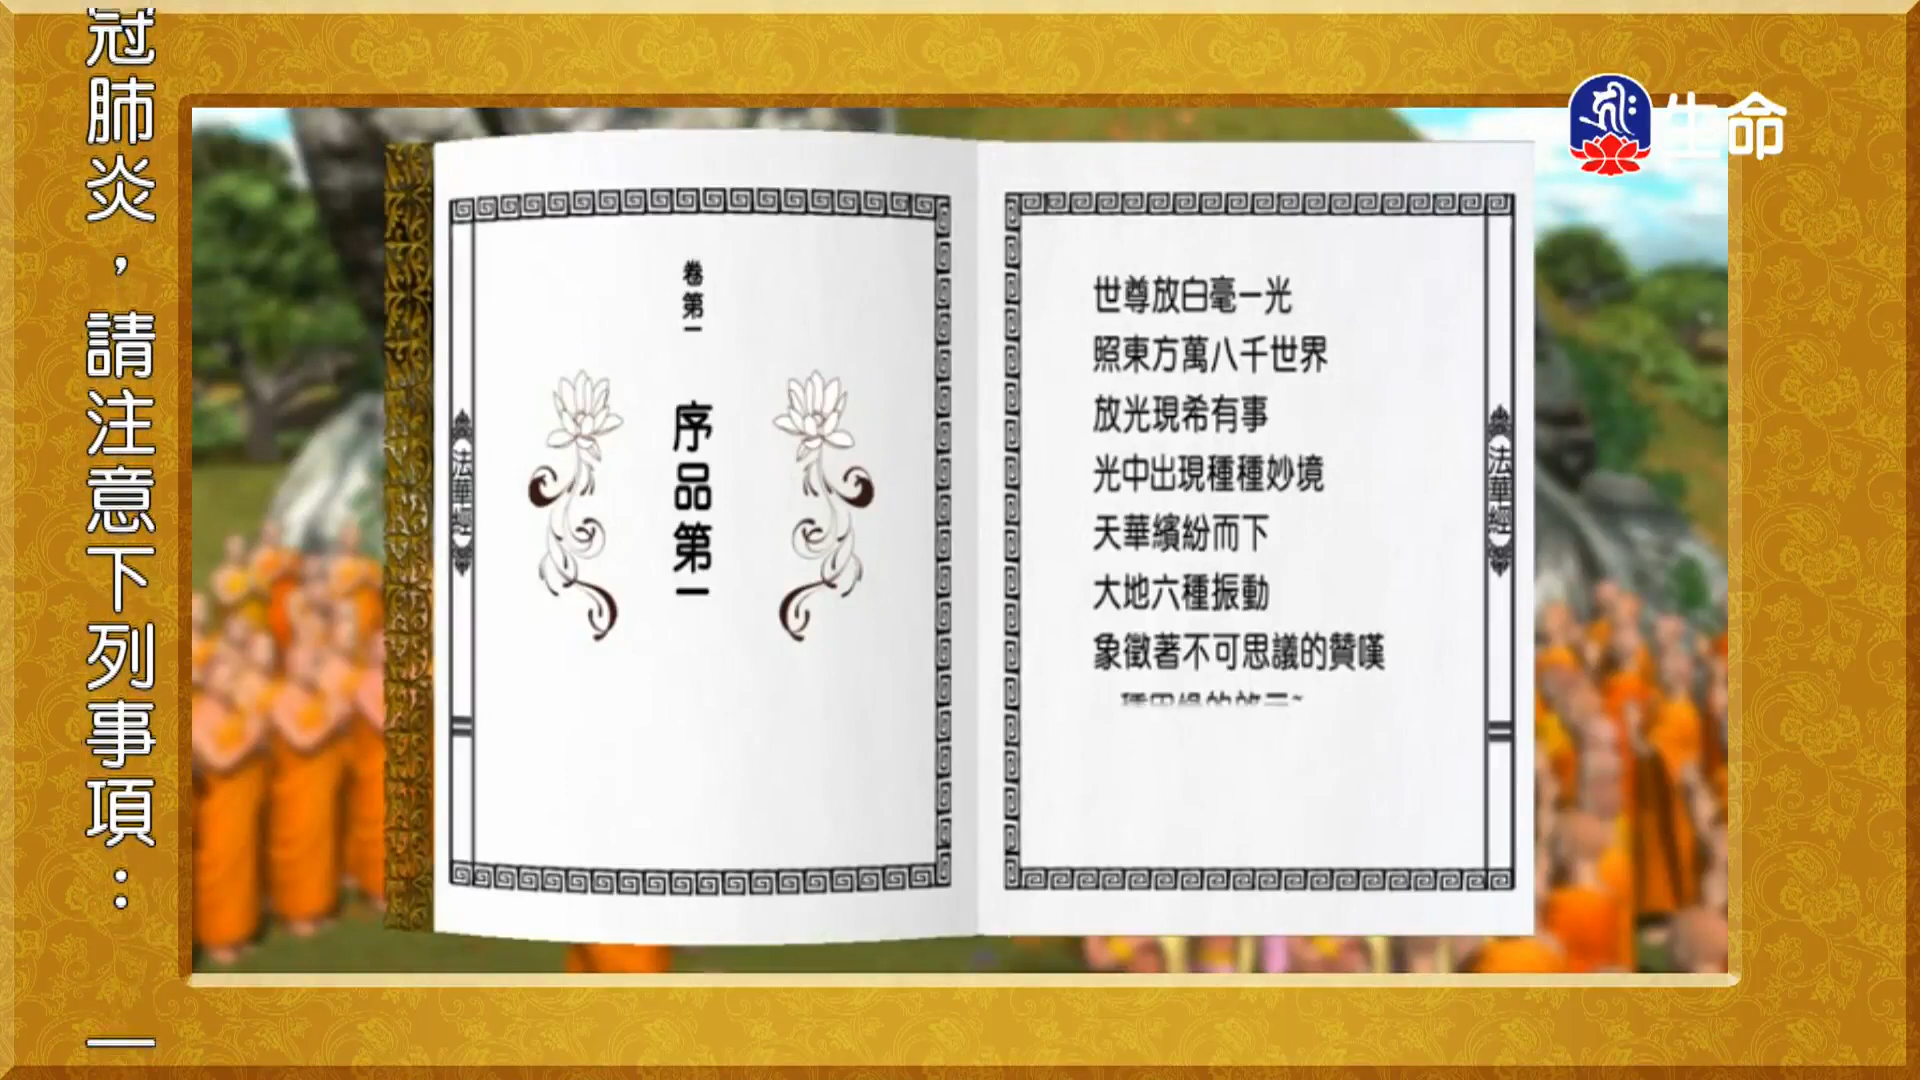 冠肺炎，請注意下列事項：一
生命
法華經
卷第一
序品第一
世尊放白毫一光
照東方萬八千世界
放光現希有事
光中出現種種妙境
天華繽紛而下
大地六種振動
象徵著不可思議的贊嘆
法華經